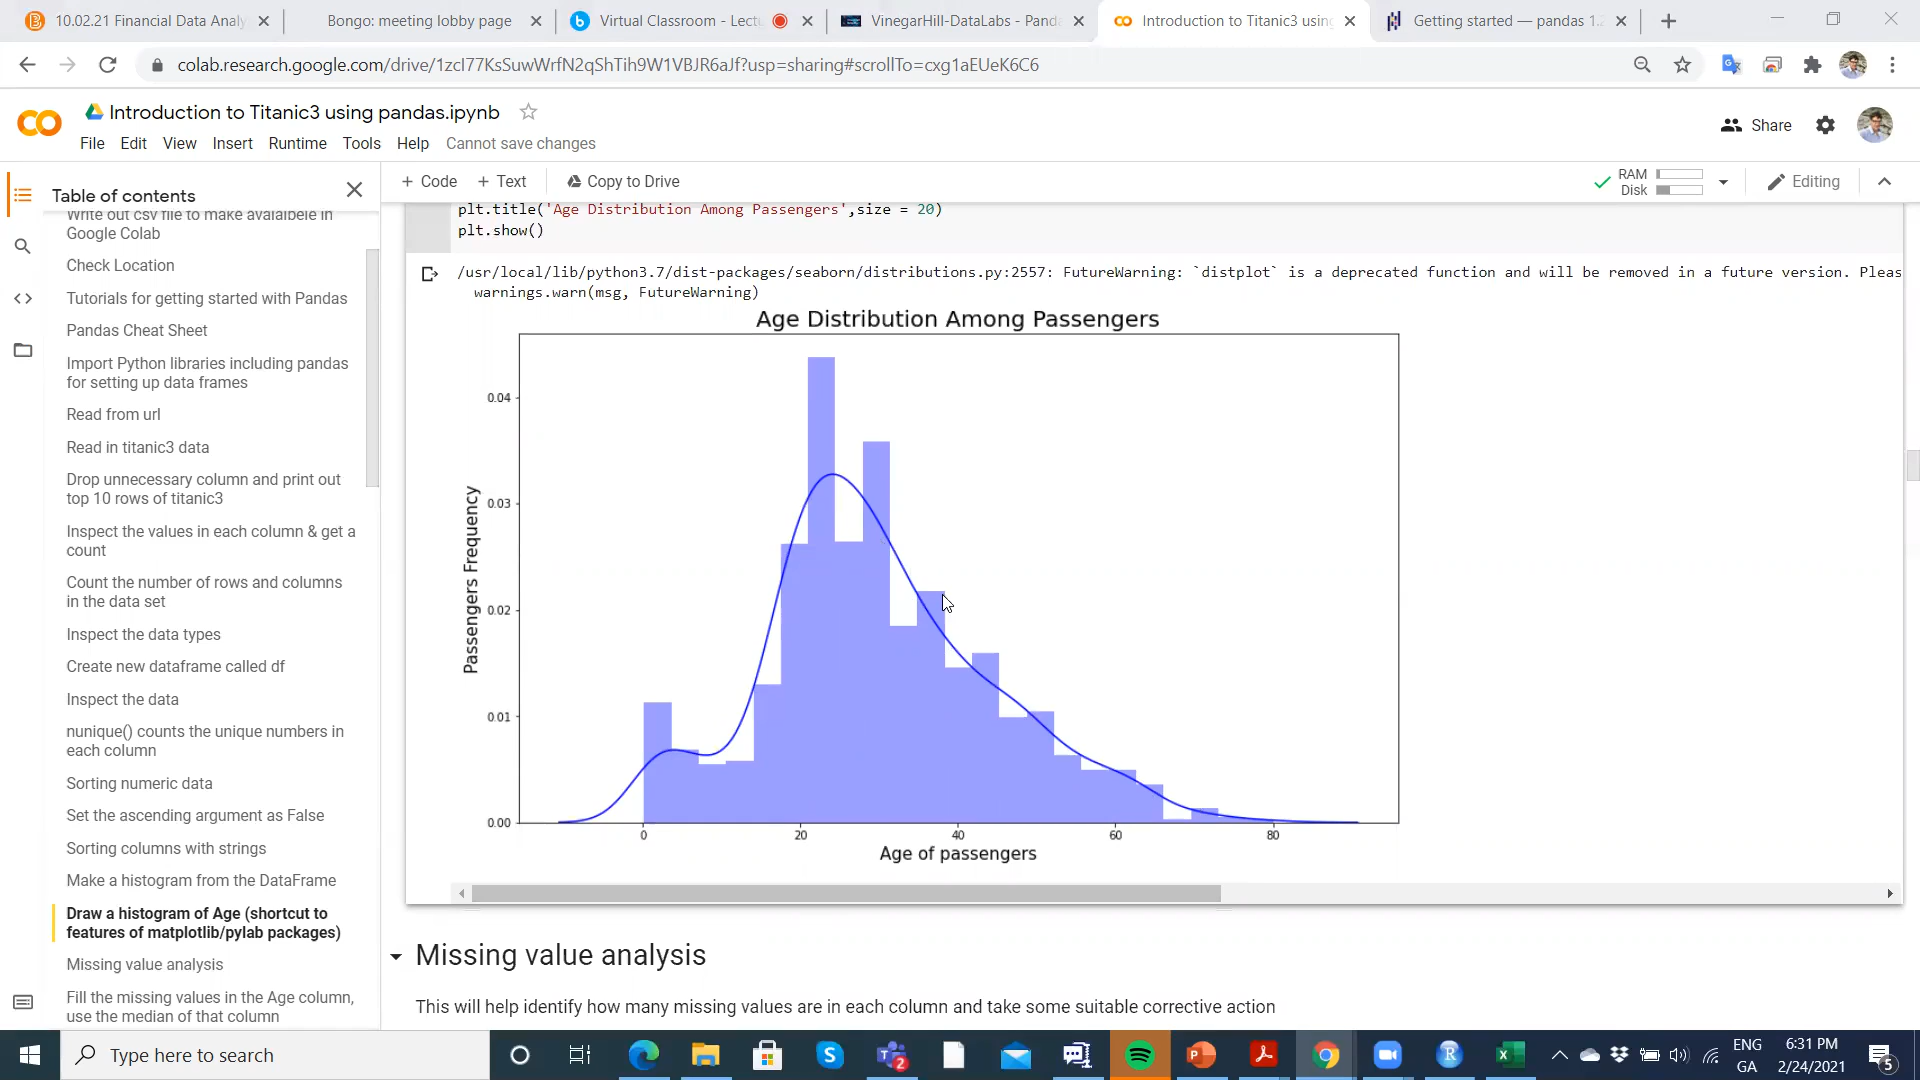 10.02.21 Financial Data Analy
Bongo: meeting lobby page
Virtual Classroom - Lectu
VinegarHill-DataLabs - Panda
Introduction to Titanic3 using
Getting started — pandas 1.2
colab.research.google.com/drive/1zcI77KsSuwWrfN2qShTih9W1VBJR6aJf?usp=sharing#scrollTo=cxg1aEUeK6C6
Introduction to Titanic3 using pandas.ipynb
File Edit View Insert Runtime Tools Help Cannot save changes
Share
Table of contents
Write out csv file to make avalaibele in
Google Colab
Check Location
Tutorials for getting started with Pandas
Pandas Cheat Sheet
Import Python libraries including pandas
for setting up data frames
Read from url
Read in titanic3 data
Drop unnecessary column and print out
top 10 rows of titanic3
Inspect the values in each column & get a
count
Count the number of rows and columns
in the data set
Inspect the data types
Create new dataframe called df
Inspect the data
nunique() counts the unique numbers in
each column
Sorting numeric data
Set the ascending argument as False
Sorting columns with strings
Make a histogram from the DataFrame
Draw a histogram of Age (shortcut to
features of matplotlib/pylab packages)
Missing value analysis
Fill the missing values in the Age column,
use the median of that column
+ Code + Text Copy to Drive
RAM
Disk
Editing
plt.title('Age Distribution Among Passengers',size = 20)
plt.show()
/usr/local/lib/python3.7/dist-packages/seaborn/distributions.py:2557: FutureWarning: `distplot` is a deprecated function and will be removed in a future version. Pleas
warnings.warn(msg, FutureWarning)
Age Distribution Among Passengers
Passengers Frequency
0.04
0.03
0.02
0.01
0.00
0 20 40 60 80
Age of passengers
Missing value analysis
This will help identify how many missing values are in each column and take some suitable corrective action
Type here to search
2
ENG
GA
6:31 PM
2/24/2021
5